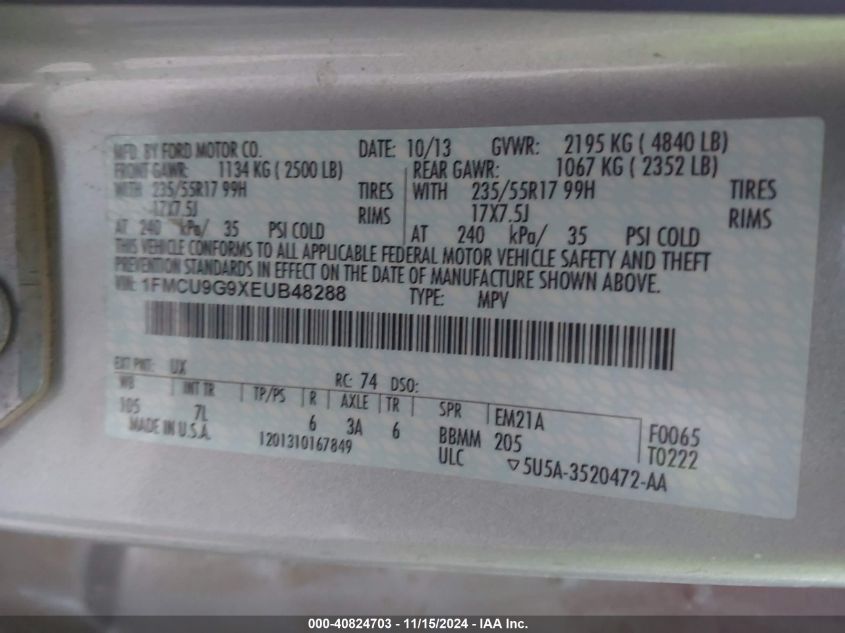 MFD. BY FORD MOTOR CO. DATE: 10/13 GVWR: 2195 KG ( 4840 LB)
FRONT GAWR: 1134 KG ( 2500 LB) REAR GAWR: 1067 KG ( 2352 LB)
WITH 235/55R17 99H TIRES WITH 235/55R17 99H TIRES
17X7.5J RIMS 17X7.5J RIMS
AT 240 kPa/ 35 PSI COLD AT 240 kPa/ 35 PSI COLD
THIS VEHICLE CONFORMS TO ALL APPLICABLE FEDERAL MOTOR VEHICLE SAFETY AND THEFT
PREVENTION STANDARDS IN EFFECT ON THE DATE OF MANUFACTURE SHOWN ABOVE.
VIN: 1FMCU9G9XEUB48288 TYPE: MPV
EXT PNT: UX RC: 74 DSO:
WB INT TR TP/PS R AXLE TR SPR EM21A F0065
105 7L 6 3A 6 BBMM 205 T0222
MADE IN U.S.A. 1201310167849 ULC ▽5U5A-3520472-AA
000-40824703 - 11/15/2024 - IAA Inc.